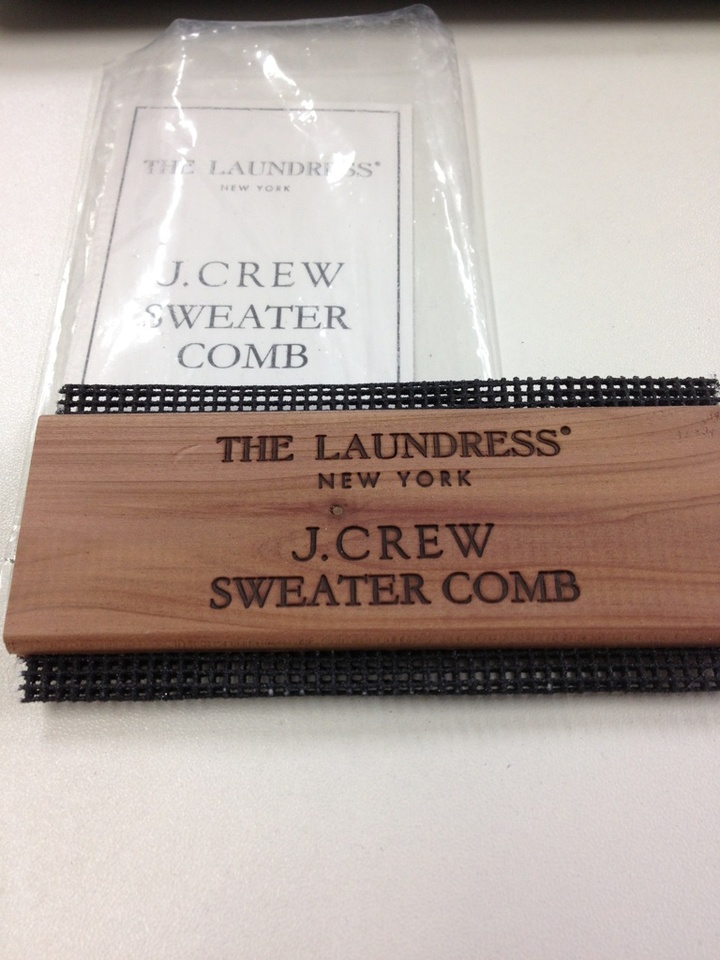 THE LAUNDRESS®
NEW YORK
J.CREW
SWEATER
COMB
THE LAUNDRESS®
NEW YORK
J.CREW
SWEATER COMB